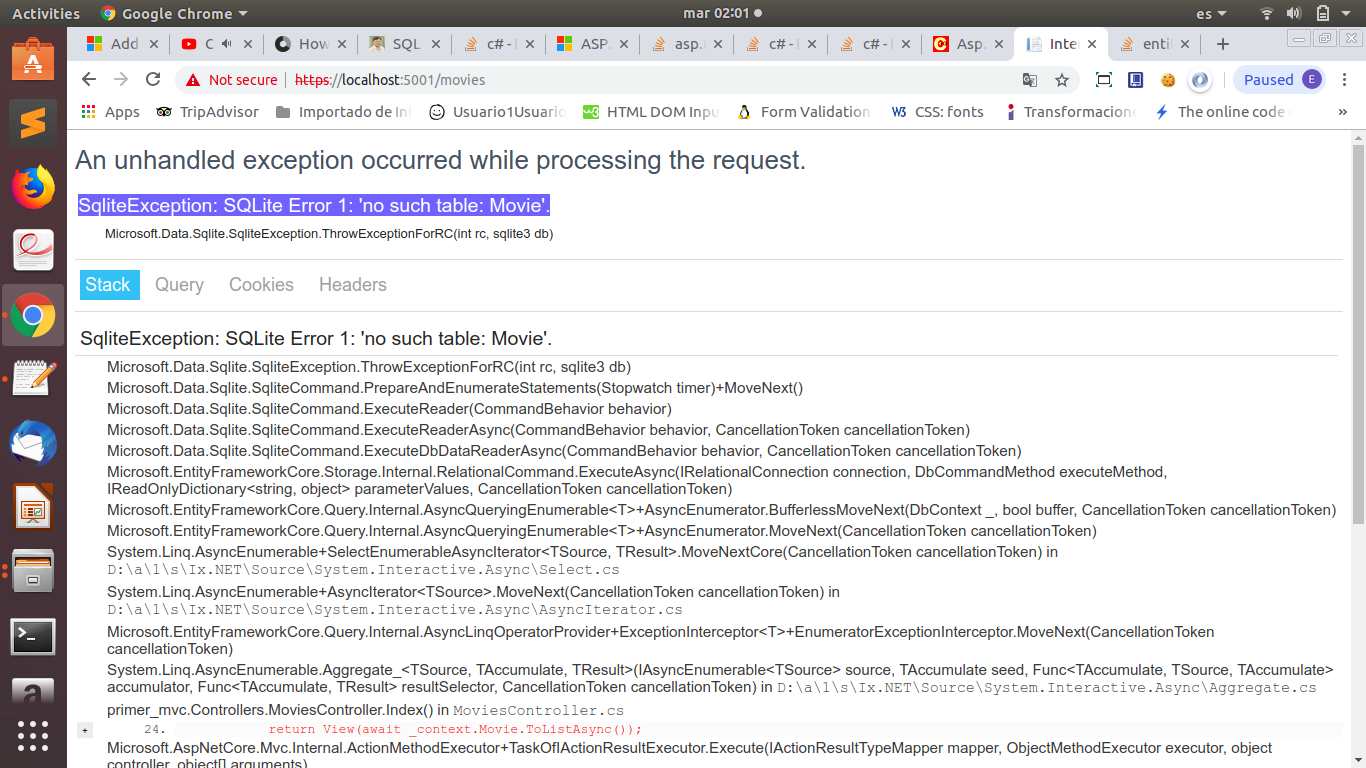 Activities Google Chrome mar 02:01 es
Add C How SQL c# - ASP. asp. c# - c# - Asp. Inte enti
Not secure https://localhost:5001/movies Paused E
Apps TripAdvisor Importado de In Usuario1Usuario HTML DOM Inpu Form Validation W3 CSS: fonts Transformacione The online code »
An unhandled exception occurred while processing the request.
SqliteException: SQLite Error 1: 'no such table: Movie'.
Microsoft.Data.Sqlite.SqliteException.ThrowExceptionForRC(int rc, sqlite3 db)
Stack Query Cookies Headers
SqliteException: SQLite Error 1: 'no such table: Movie'.
Microsoft.Data.Sqlite.SqliteException.ThrowExceptionForRC(int rc, sqlite3 db)
Microsoft.Data.Sqlite.SqliteCommand.PrepareAndEnumerateStatements(Stopwatch timer)+MoveNext()
Microsoft.Data.Sqlite.SqliteCommand.ExecuteReader(CommandBehavior behavior)
Microsoft.Data.Sqlite.SqliteCommand.ExecuteReaderAsync(CommandBehavior behavior, CancellationToken cancellationToken)
Microsoft.Data.Sqlite.SqliteCommand.ExecuteDbDataReaderAsync(CommandBehavior behavior, CancellationToken cancellationToken)
Microsoft.EntityFrameworkCore.Storage.Internal.RelationalCommand.ExecuteAsync(IRelationalConnection connection, DbCommandMethod executeMethod,
IReadOnlyDictionary<string, object> parameterValues, CancellationToken cancellationToken)
Microsoft.EntityFrameworkCore.Query.Internal.AsyncQueryingEnumerable<T>+AsyncEnumerator.BufferlessMoveNext(DbContext _, bool buffer, CancellationToken cancellationToken)
Microsoft.EntityFrameworkCore.Query.Internal.AsyncQueryingEnumerable<T>+AsyncEnumerator.MoveNext(CancellationToken cancellationToken)
System.Linq.AsyncEnumerable+SelectEnumerableAsyncIterator<TSource, TResult>.MoveNextCore(CancellationToken cancellationToken) in
D:\a\1\s\Ix.NET\Source\System.Interactive.Async\Select.cs
System.Linq.AsyncEnumerable+AsyncIterator<TSource>.MoveNext(CancellationToken cancellationToken) in
D:\a\1\s\Ix.NET\Source\System.Interactive.Async\AsyncIterator.cs
Microsoft.EntityFrameworkCore.Query.Internal.AsyncLinqOperatorProvider+ExceptionInterceptor<T>+EnumeratorExceptionInterceptor.MoveNext(CancellationToken
cancellationToken)
System.Linq.AsyncEnumerable.Aggregate_<TSource, TAccumulate, TResult>(IAsyncEnumerable<TSource> source, TAccumulate seed, Func<TAccumulate, TSource, TAccumulate>
accumulator, Func<TAccumulate, TResult> resultSelector, CancellationToken cancellationToken) in D:\a\1\s\Ix.NET\Source\System.Interactive.Async\Aggregate.cs
primer_mvc.Controllers.MoviesController.Index() in MoviesController.cs
+ 24. return View(await _context.Movie.ToListAsync());
Microsoft.AspNetCore.Mvc.Internal.ActionMethodExecutor+TaskOfIActionResultExecutor.Execute(IActionResultTypeMapper mapper, ObjectMethodExecutor executor, object
controller, object[] arguments)